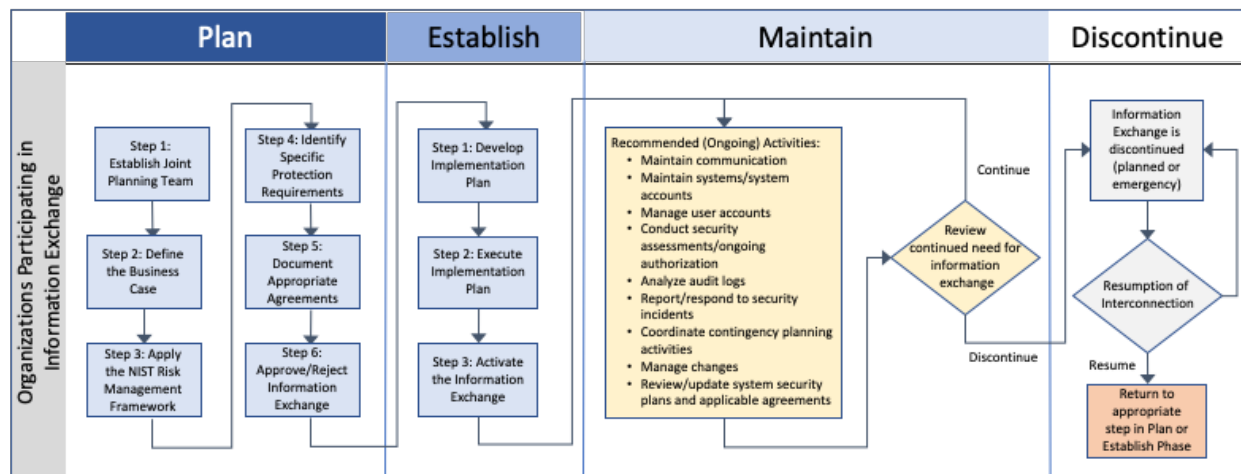 Plan
Establish
Maintain
Discontinue
Organizations Participating in
Information Exchange
Step 1:
Establish Joint
Planning Team
Step 2: Define
the Business
Case
Step 3: Apply
the NIST Risk
Management
Framework
Step 4: Identify
Specific
Protection
Requirements
Step 5:
Document
Appropriate
Agreements
Step 6:
Approve/Reject
Information
Exchange
Step 1: Develop
Implementation
Plan
Step 2: Execute
Implementation
Plan
Step 3: Activate
the Information
Exchange
Recommended (Ongoing) Activities:
• Maintain communication
• Maintain systems/system
accounts
• Manage user accounts
• Conduct security
assessments/ongoing
authorization
• Analyze audit logs
• Report/respond to security
incidents
• Coordinate contingency planning
activities
• Manage changes
• Review/update system security
plans and applicable agreements
Continue
Review
continued need for
information
exchange
Discontinue
Information
Exchange is
discontinued
(planned or
emergency)
Resumption of
Interconnection
Resume
Return to
appropriate
step in Plan or
Establish Phase